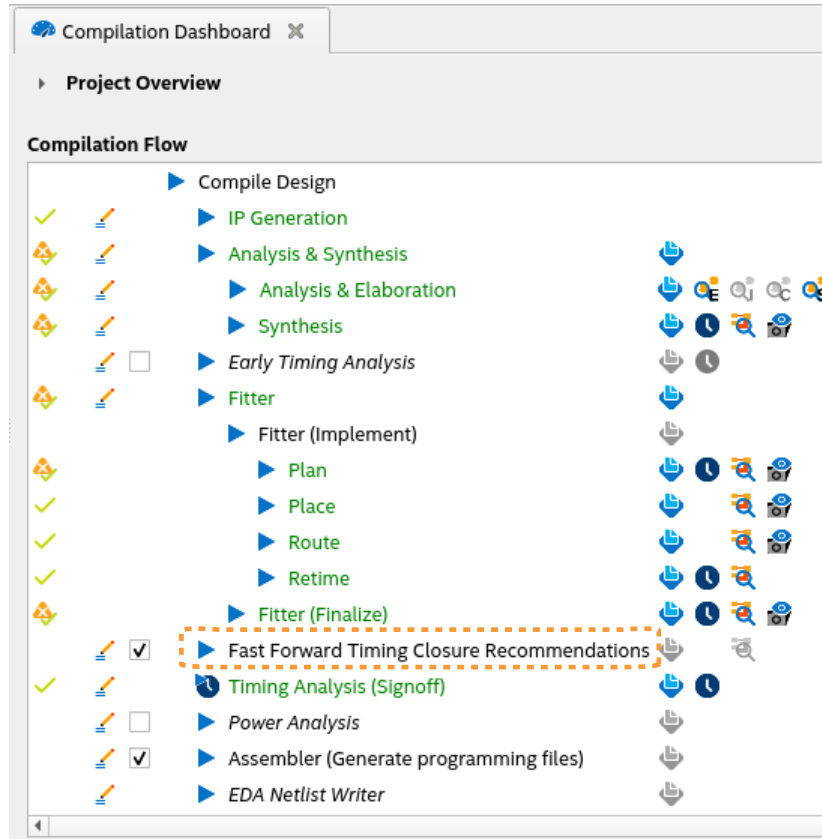 Compilation Dashboard
Project Overview
Compilation Flow
Compile Design
IP Generation
Analysis & Synthesis
Analysis & Elaboration
Synthesis
Early Timing Analysis
Fitter
Fitter (Implement)
Plan
Place
Route
Retime
Fitter (Finalize)
Fast Forward Timing Closure Recommendations
Timing Analysis (Signoff)
Power Analysis
Assembler (Generate programming files)
EDA Netlist Writer